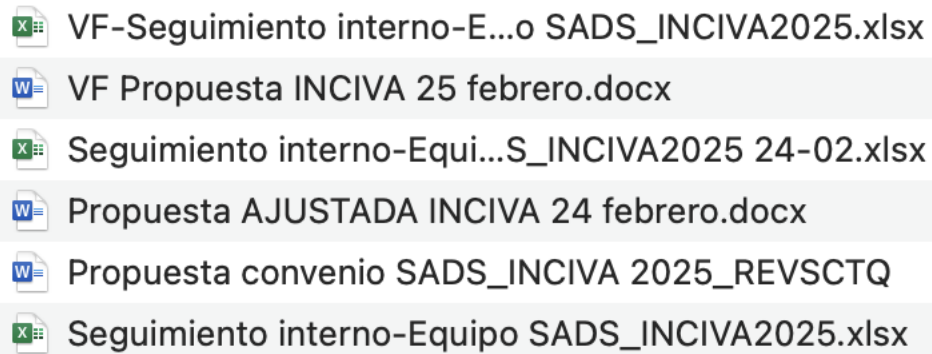 VF-Seguimiento interno-E...o SADS_INCIVA2025.xlsx
VF Propuesta INCIVA 25 febrero.docx
Seguimiento interno-Equi...S_INCIVA2025 24-02.xlsx
Propuesta AJUSTADA INCIVA 24 febrero.docx
Propuesta convenio SADS_INCIVA 2025_REVSCTQ
Seguimiento interno-Equipo SADS_INCIVA2025.xlsx